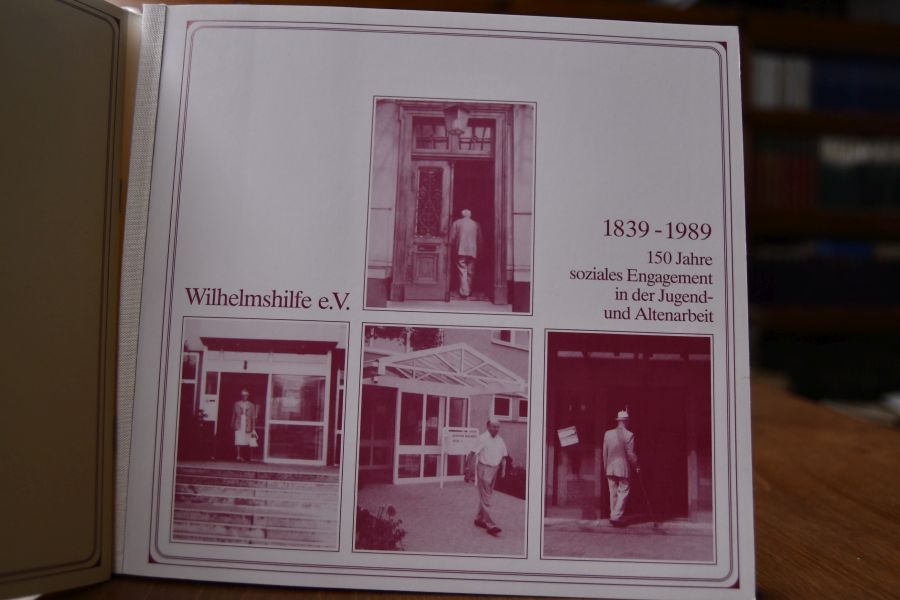 Wilhelmshilfe e.V.
1839 - 1989
150 Jahre
soziales Engagement
in der Jugend-
und Altenarbeit